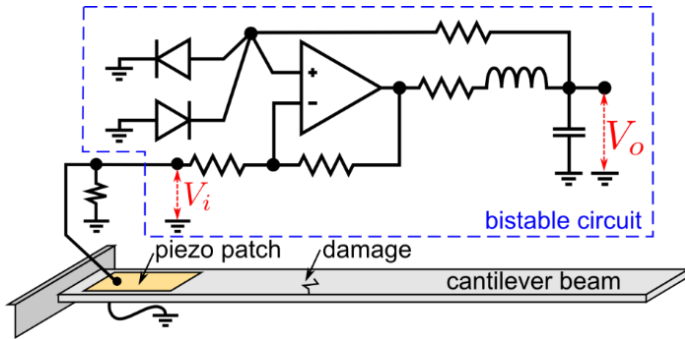 +
−
V_o
V_i
bistable circuit
piezo patch
damage
cantilever beam